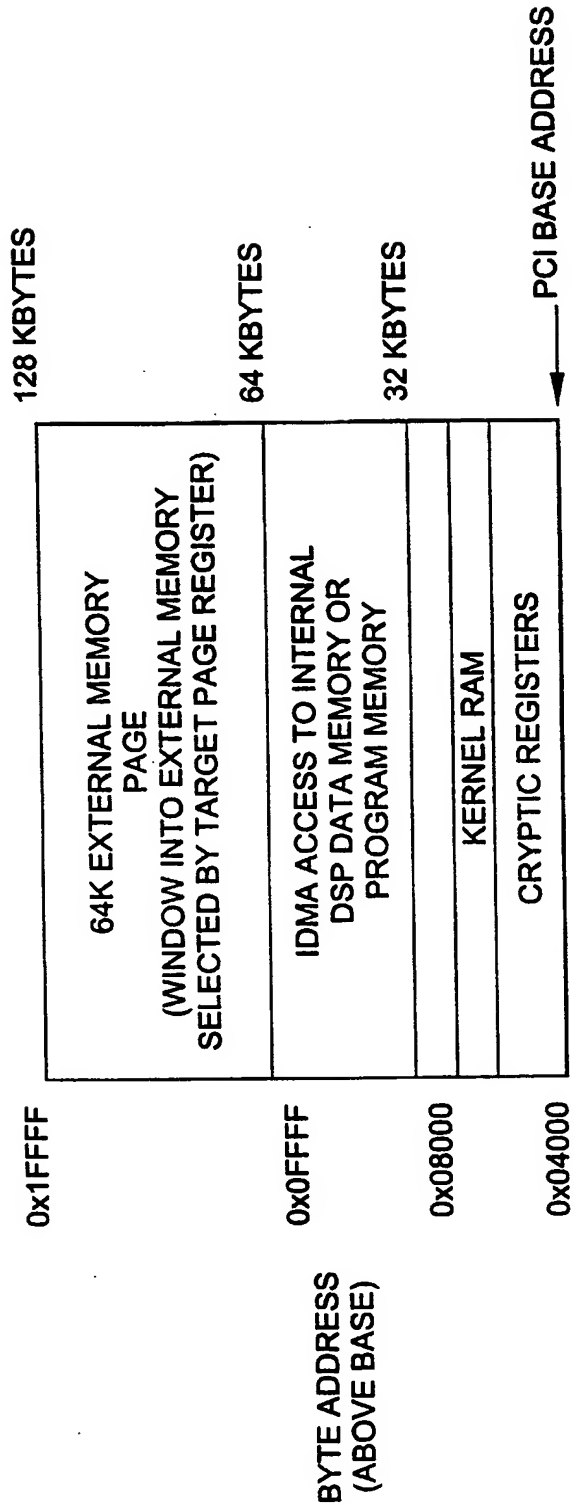 128 KBYTES
0x1FFFF
64K EXTERNAL MEMORY
PAGE
(WINDOW INTO EXTERNAL MEMORY
SELECTED BY TARGET PAGE REGISTER)
64 KBYTES
0x0FFFF
IDMA ACCESS TO INTERNAL
DSP DATA MEMORY OR
PROGRAM MEMORY
BYTE ADDRESS
(ABOVE BASE)
32 KBYTES
0x08000
KERNEL RAM
CRYPTIC REGISTERS
0x04000
PCI BASE ADDRESS